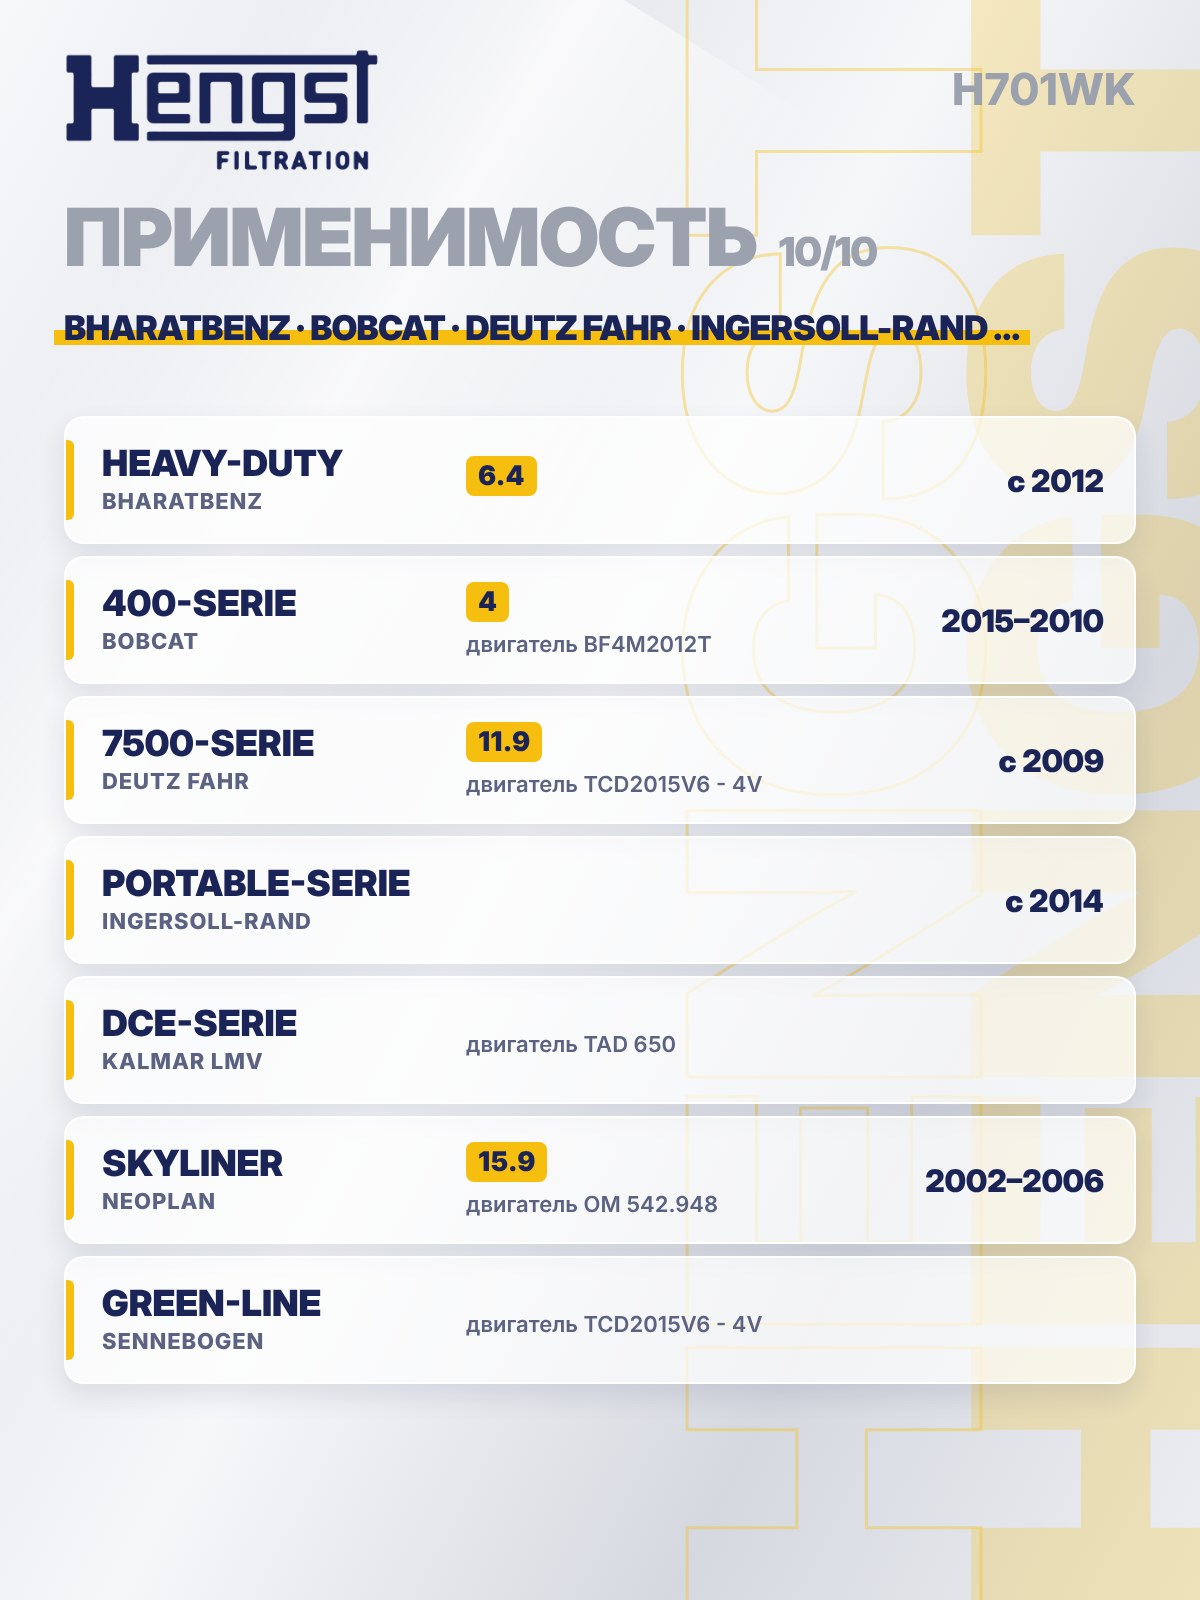 Hengst
FILTRATION
H701WK
ПРИМЕНИМОСТЬ 10/10
BHARATBENZ · BOBCAT · DEUTZ FAHR · INGERSOLL-RAND ...
HEAVY-DUTY
BHARATBENZ
6.4
с 2012
400-SERIE
BOBCAT
4
двигатель BF4M2012T
2015–2010
7500-SERIE
DEUTZ FAHR
11.9
двигатель TCD2015V6 - 4V
с 2009
PORTABLE-SERIE
INGERSOLL-RAND
с 2014
DCE-SERIE
KALMAR LMV
двигатель TAD 650
SKYLINER
NEOPLAN
15.9
двигатель OM 542.948
2002–2006
GREEN-LINE
SENNEBOGEN
двигатель TCD2015V6 - 4V
HENGST
HENGST